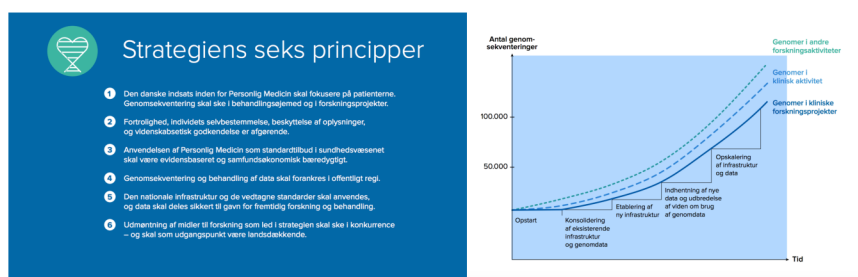 Strategiens seks principper
1 Den danske indsats inden for Personlig Medicin skal fokusere på patienterne.
Genomsekventering skal ske i behandlingsøjemed og i forskningsprojekter.
2 Fortrolighed, individets selvbestemmelse, beskyttelse af oplysninger,
og videnskabsetisk godkendelse er afgørende.
3 Anvendelsen af Personlig Medicin som standardtilbud i sundhedsvæsenet
skal være evidensbaseret og samfundsøkonomisk bæredygtigt.
4 Genomsekventering og behandling af data skal forankres i offentligt regi.
5 Den nationale infrastruktur og de vedtagne standarder skal anvendes,
og data skal deles sikkert til gavn for fremtidig forskning og behandling.
6 Udmøntning af midler til forskning som led i strategien skal ske i konkurrence
– og skal som udgangspunkt være landsdækkende.
Antal genom-
sekventeringer
100.000
50.000
Genomer i andre
forskningsaktiviteter
Genomer i
klinisk aktivitet
Genomer i kliniske
forskningsprojekter
Opstart
Konsolidering
af eksisterende
infrastruktur
og genomdata
Etablering af
ny infrastruktur
Indhentning af nye
data og udbredelse
af viden om brug
af genomdata
Opskalering
af infrastruktur
og data
Tid